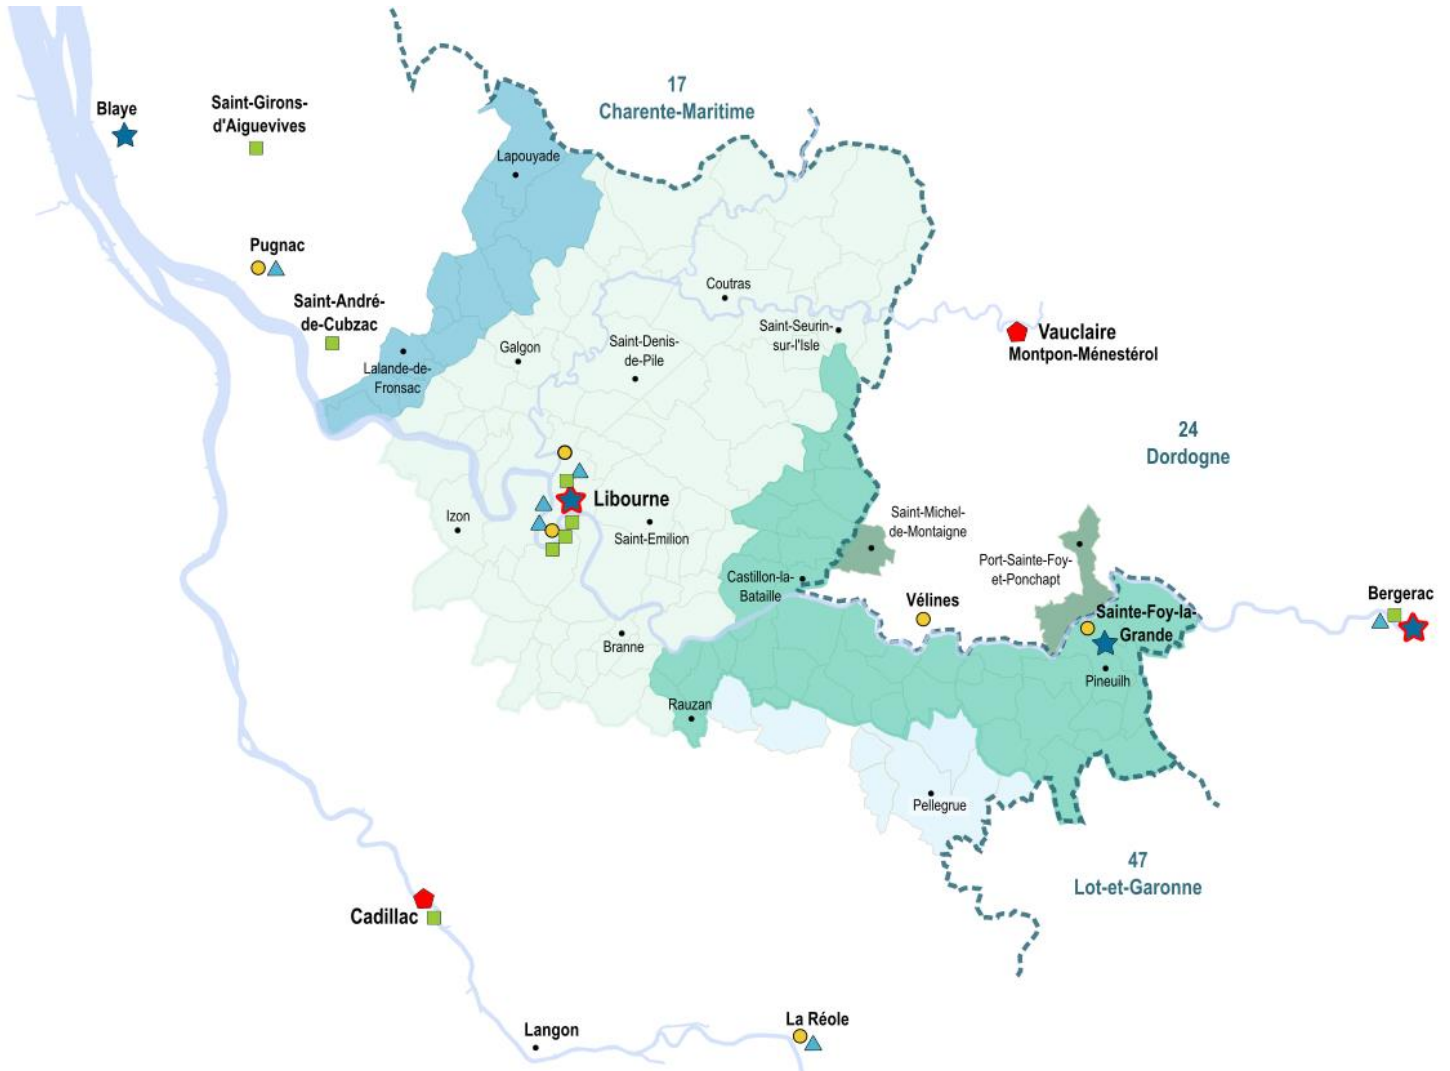 17
Charente-Maritime
Blaye
Saint-Girons-
d'Aiguevives
Lapouyade
Pugnac
Saint-André-
de-Cubzac
Coutras
Saint-Seurin-
sur-l'Isle
Vauclaire
Montpon-Ménestérol
Galgon
Saint-Denis-
de-Pile
Lalande-de-
Fronsac
24
Dordogne
Libourne
Izon
Saint-Emilion
Saint-Michel-
de-Montaigne
Port-Sainte-Foy-
et-Ponchapt
Castillon-la-
Bataille
Vélines
Sainte-Foy-la-
Grande
Bergerac
Branne
Pineuilh
Rauzan
Pellegrue
47
Lot-et-Garonne
Cadillac
Langon
La Réole